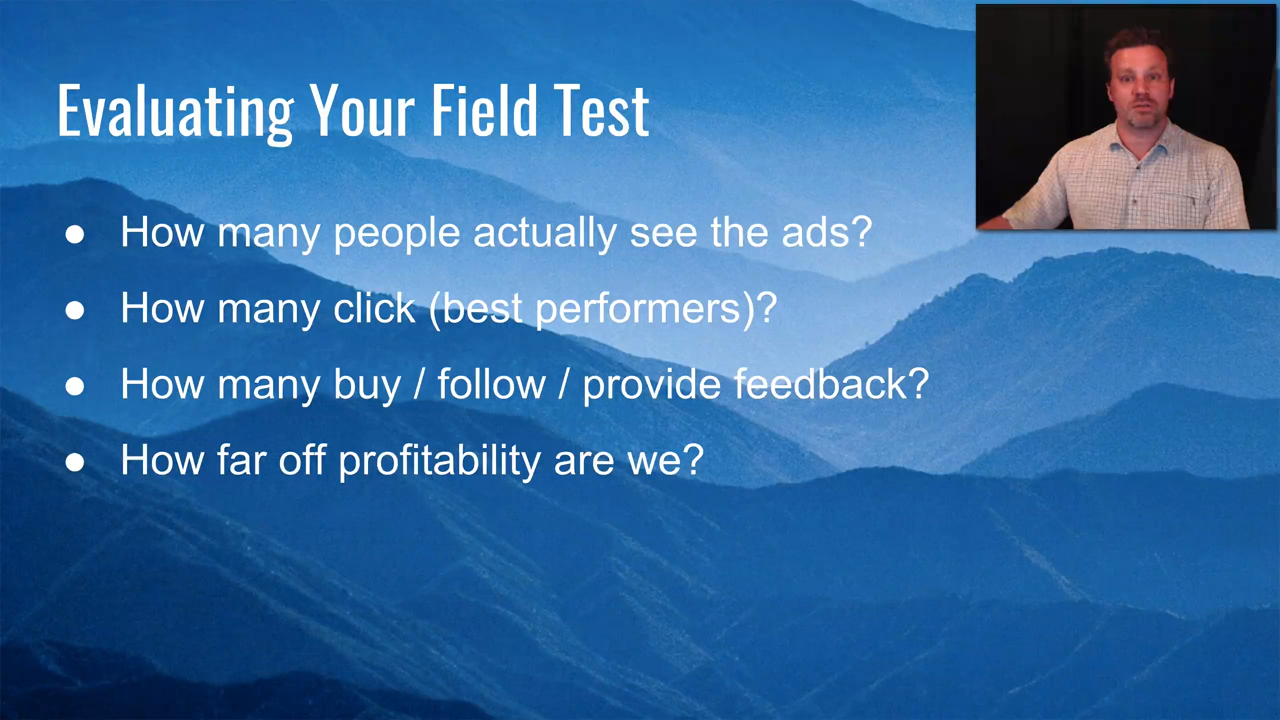 Evaluating Your Field Test
● How many people actually see the ads?
● How many click (best performers)?
● How many buy / follow / provide feedback?
● How far off profitability are we?